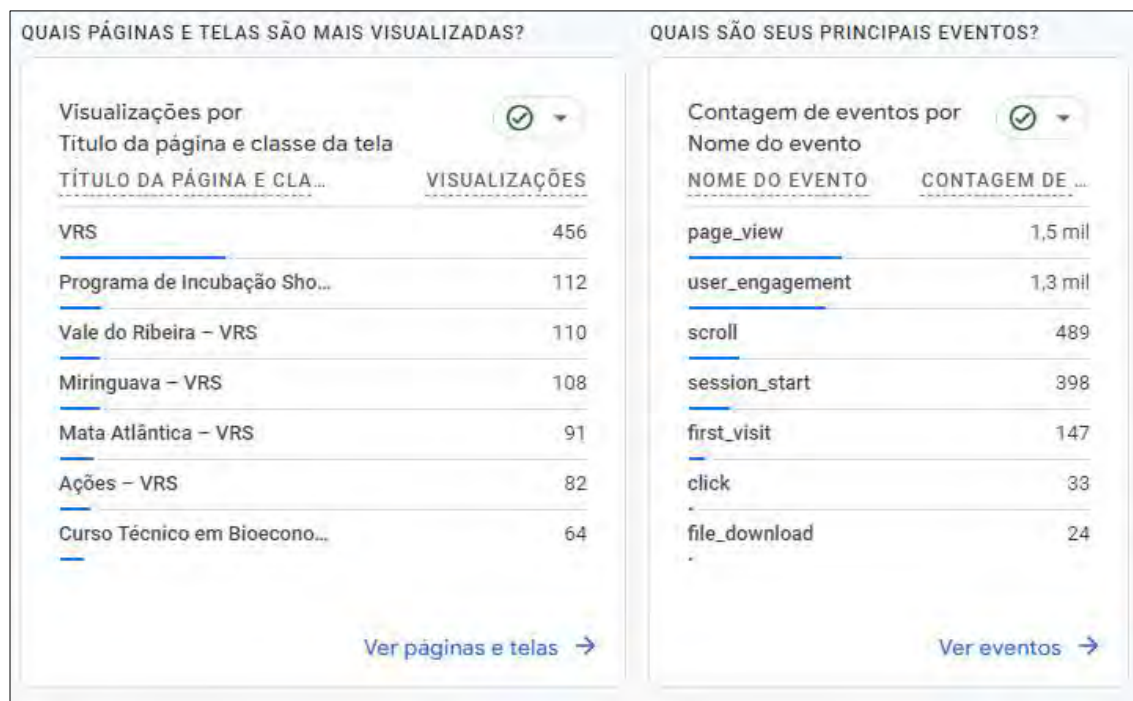 QUAIS PÁGINAS E TELAS SÃO MAIS VISUALIZADAS?
Visualizações por
Título da página e classe da tela
TÍTULO DA PÁGINA E CLA... VISUALIZAÇÕES
VRS 456
Programa de Incubação Sho... 112
Vale do Ribeira – VRS 110
Miringuava – VRS 108
Mata Atlântica – VRS 91
Ações – VRS 82
Curso Técnico em Bioecono... 64
Ver páginas e telas →
QUAIS SÃO SEUS PRINCIPAIS EVENTOS?
Contagem de eventos por
Nome do evento
NOME DO EVENTO CONTAGEM DE ...
page_view 1,5 mil
user_engagement 1,3 mil
scroll 489
session_start 398
first_visit 147
click 33
file_download 24
Ver eventos →